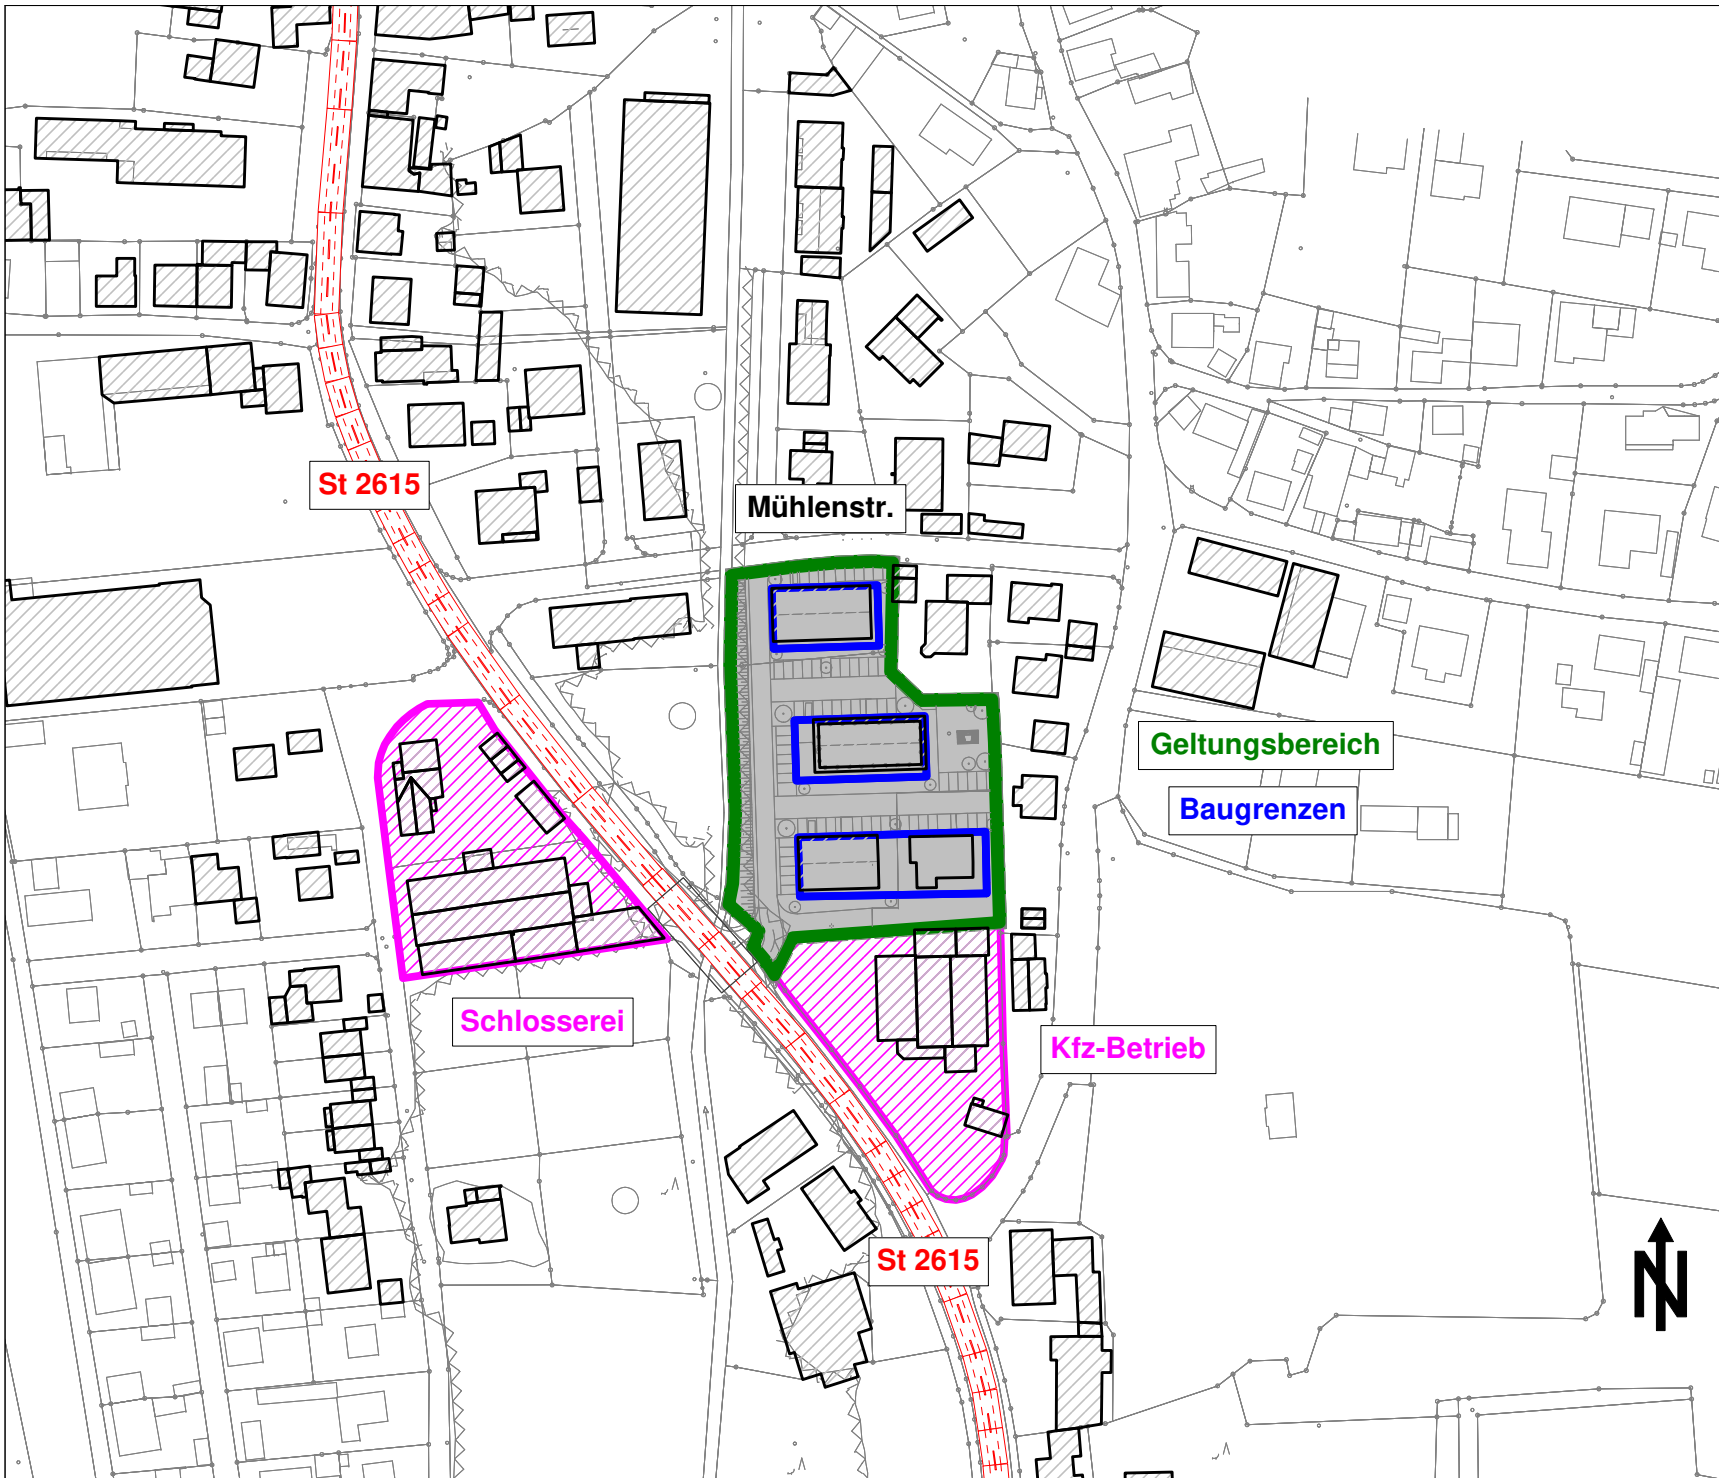 St 2615
Mühlenstr.
Geltungsbereich
Baugrenzen
Schlosserei
Kfz-Betrieb
St 2615
N